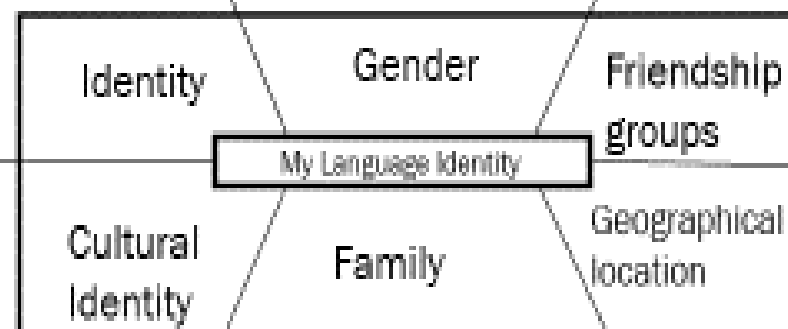 Identity
Gender
Friendship
groups
My Language Identity
Cultural
Identity
Family
Geographical
location